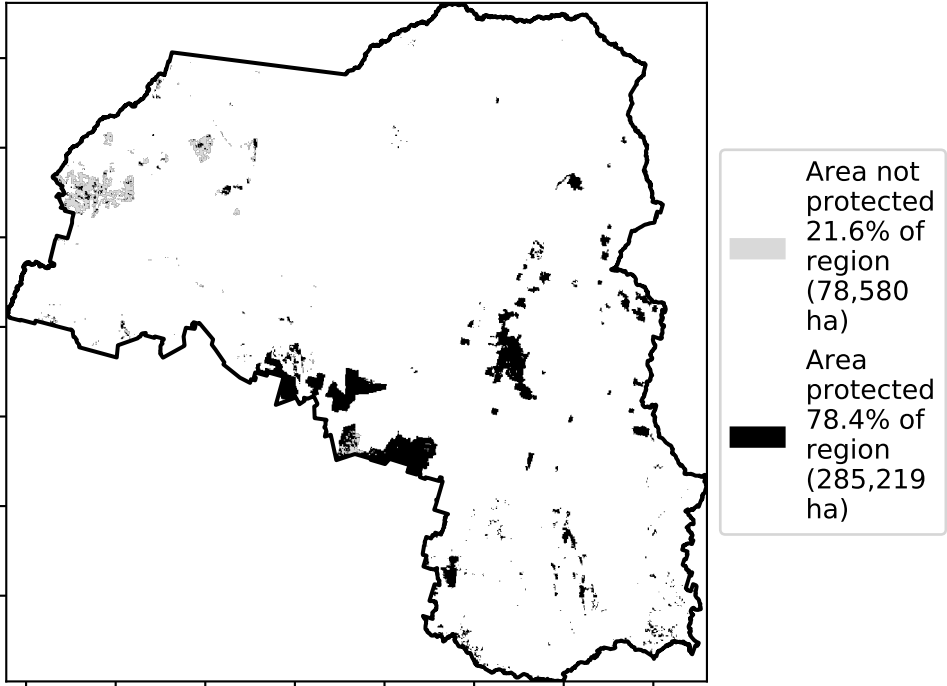 Area not
protected
21.6% of
region
(78,580
ha)
Area
protected
78.4% of
region
(285,219
ha)